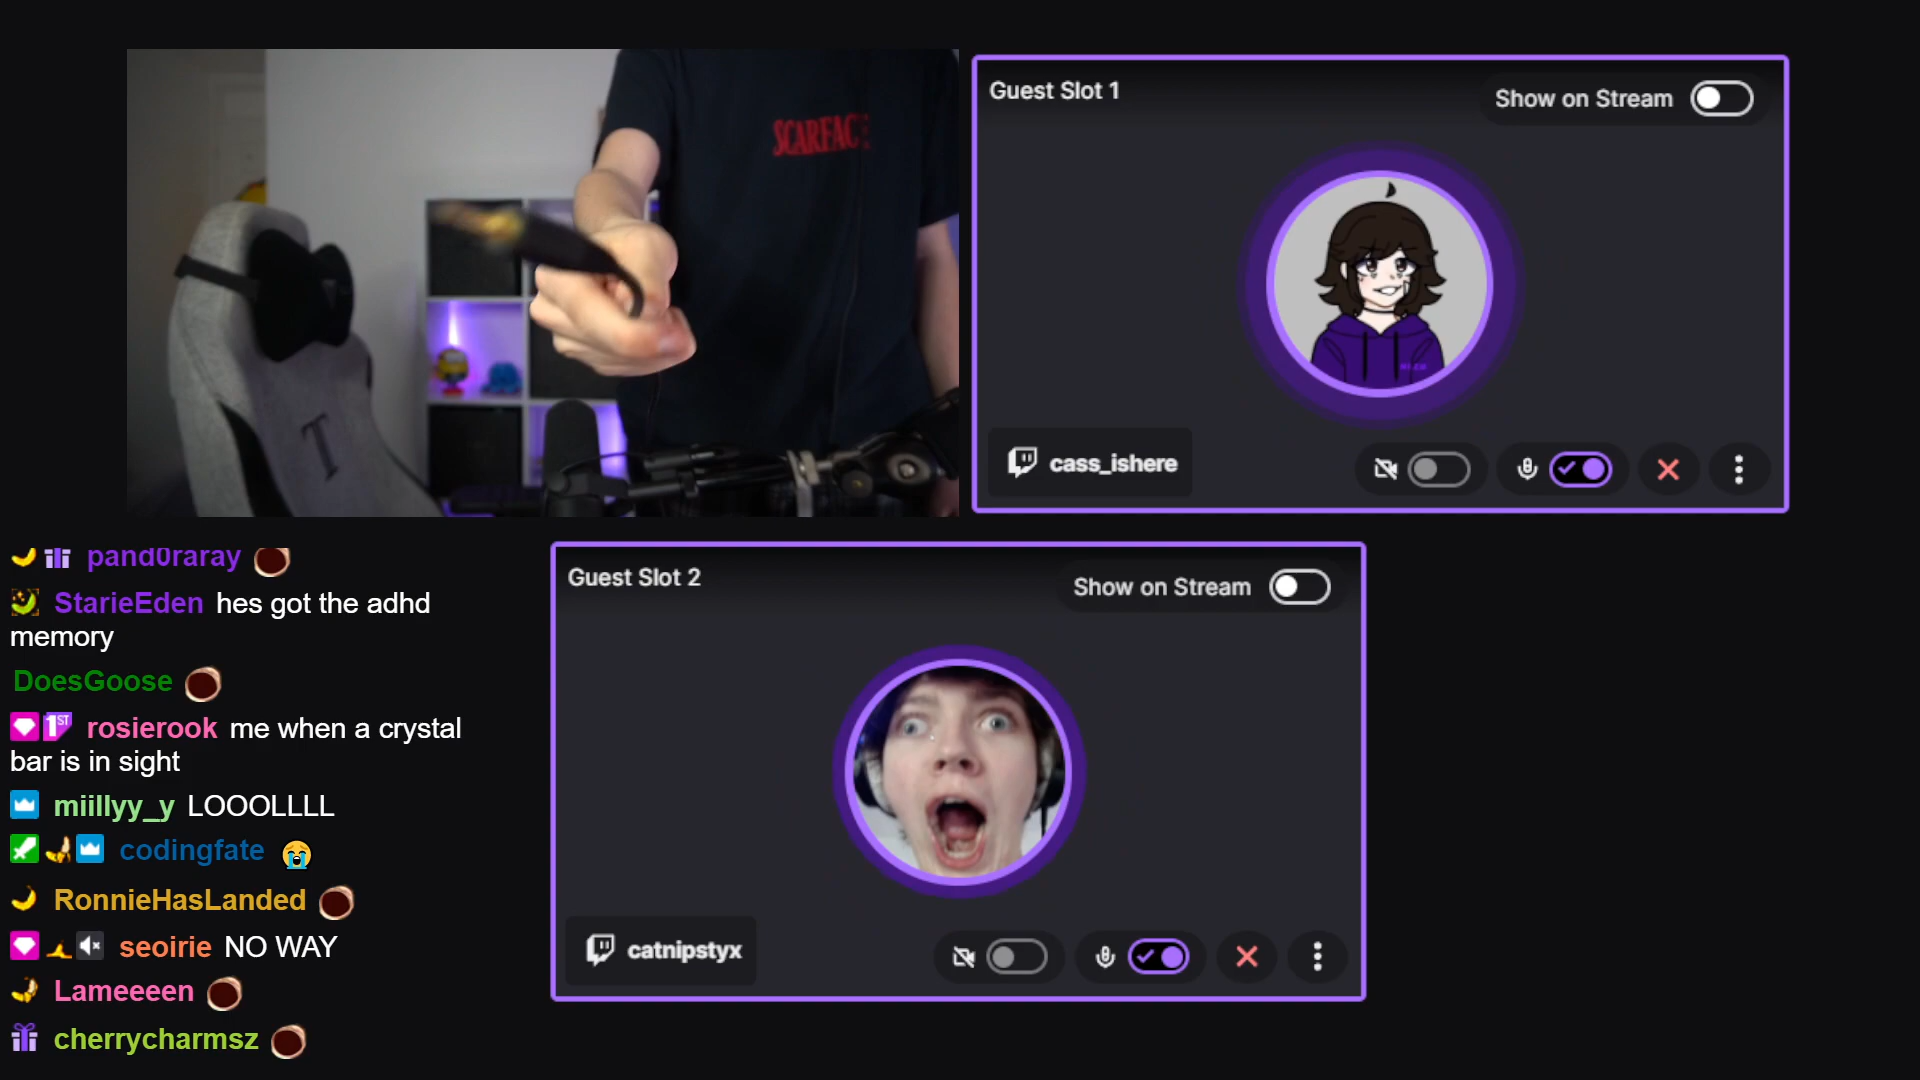 SCARFACE
T
Guest Slot 1
Show on Stream
cass_ishere
pand0raray
StarieEden hes got the adhd
memory
DoesGoose
1ST rosierook me when a crystal
bar is in sight
miillyy_y LOOOLLLL
codingfate
RonnieHasLanded
seoirie NO WAY
Lameeeen
cherrycharmsz
Guest Slot 2
Show on Stream
catnipstyx